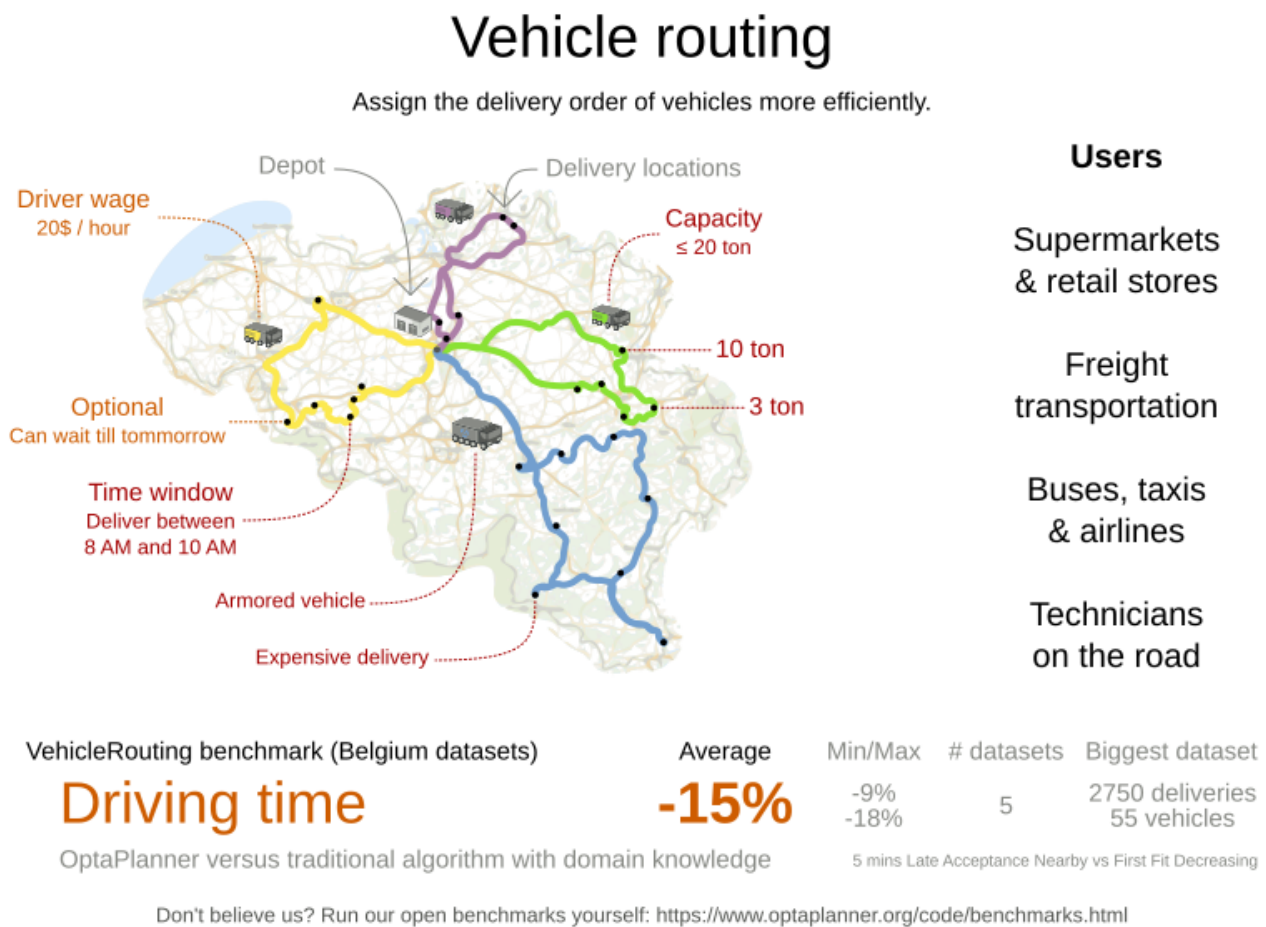 Vehicle routing
Assign the delivery order of vehicles more efficiently.
Depot
Delivery locations
Driver wage
20$ / hour
Capacity
≤ 20 ton
10 ton
3 ton
Optional
Can wait till tommorrow
Time window
Deliver between
8 AM and 10 AM
Armored vehicle
Expensive delivery
Users
Supermarkets
& retail stores
Freight
transportation
Buses, taxis
& airlines
Technicians
on the road
VehicleRouting benchmark (Belgium datasets)
Average
Min/Max
# datasets
Biggest dataset
Driving time
-15%
-9%
-18%
5
2750 deliveries
55 vehicles
OptaPlanner versus traditional algorithm with domain knowledge
5 mins Late Acceptance Nearby vs First Fit Decreasing
Don't believe us? Run our open benchmarks yourself: https://www.optaplanner.org/code/benchmarks.html